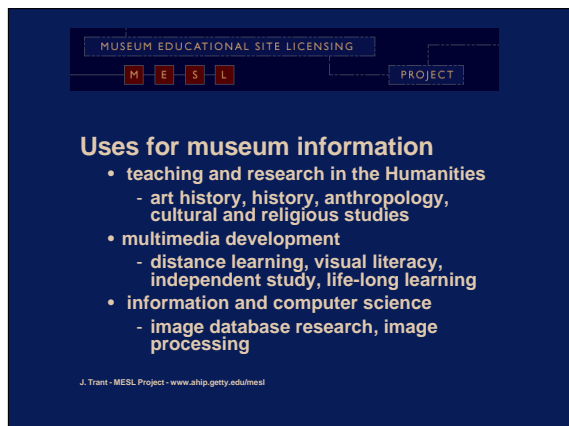 MUSEUM EDUCATIONAL SITE LICENSING
M E S L PROJECT
Uses for museum information
• teaching and research in the Humanities
- art history, history, anthropology,
cultural and religious studies
• multimedia development
- distance learning, visual literacy,
independent study, life-long learning
• information and computer science
- image database research, image
processing
J. Trant - MESL Project - www.ahip.getty.edu/mesl